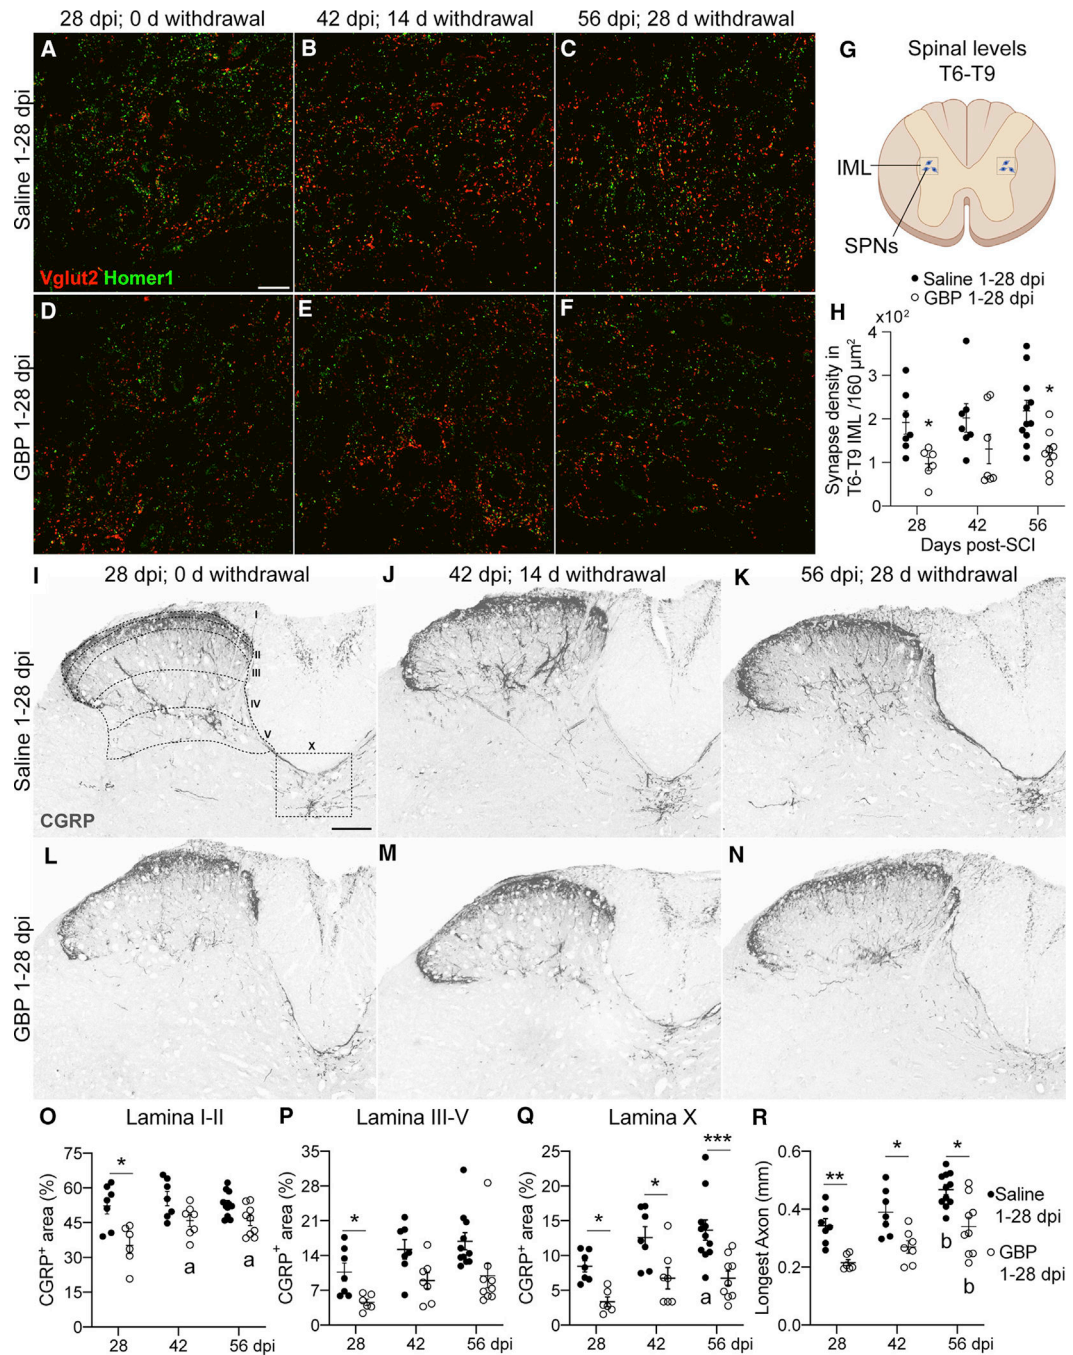 28 dpi; 0 d withdrawal
42 dpi; 14 d withdrawal
56 dpi; 28 d withdrawal
Saline 1-28 dpi
A
B
C
Vglut2 Homer1
GBP 1-28 dpi
D
E
F
G
Spinal levels
T6-T9
IML
SPNs
Saline 1-28 dpi
GBP 1-28 dpi
H
x10²
Synapse density in
T6-T9 IML /160 µm²
4
3
2
1
0
*
*
28
42
56
Days post-SCI
I
28 dpi; 0 d withdrawal
J
42 dpi; 14 d withdrawal
K
56 dpi; 28 d withdrawal
Saline 1-28 dpi
I
II
III
IV
V
X
CGRP
GBP 1-28 dpi
L
M
N
O
Lamina I-II
CGRP⁺ area (%)
75
60
45
30
15
0
*
a
a
28
42
56 dpi
P
Lamina III-V
CGRP⁺ area (%)
35
28
21
14
7
0
*
28
42
56 dpi
Q
Lamina X
CGRP⁺ area (%)
25
20
15
10
5
0
*
*
***
a
28
42
56 dpi
R
Longest Axon (mm)
0.6
0.4
0.2
0.0
**
*
*
b
b
28
42
56 dpi
Saline
1-28 dpi
GBP
1-28 dpi